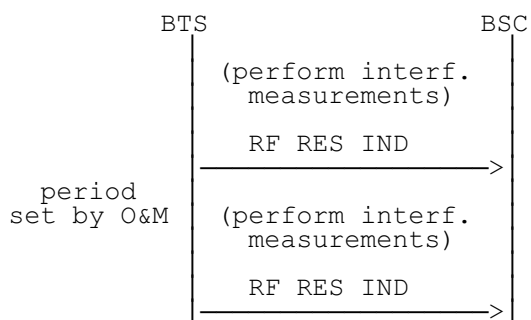 BTS BSC
(perform interf.
measurements)
RF RES IND
period
set by O&M
(perform interf.
measurements)
RF RES IND